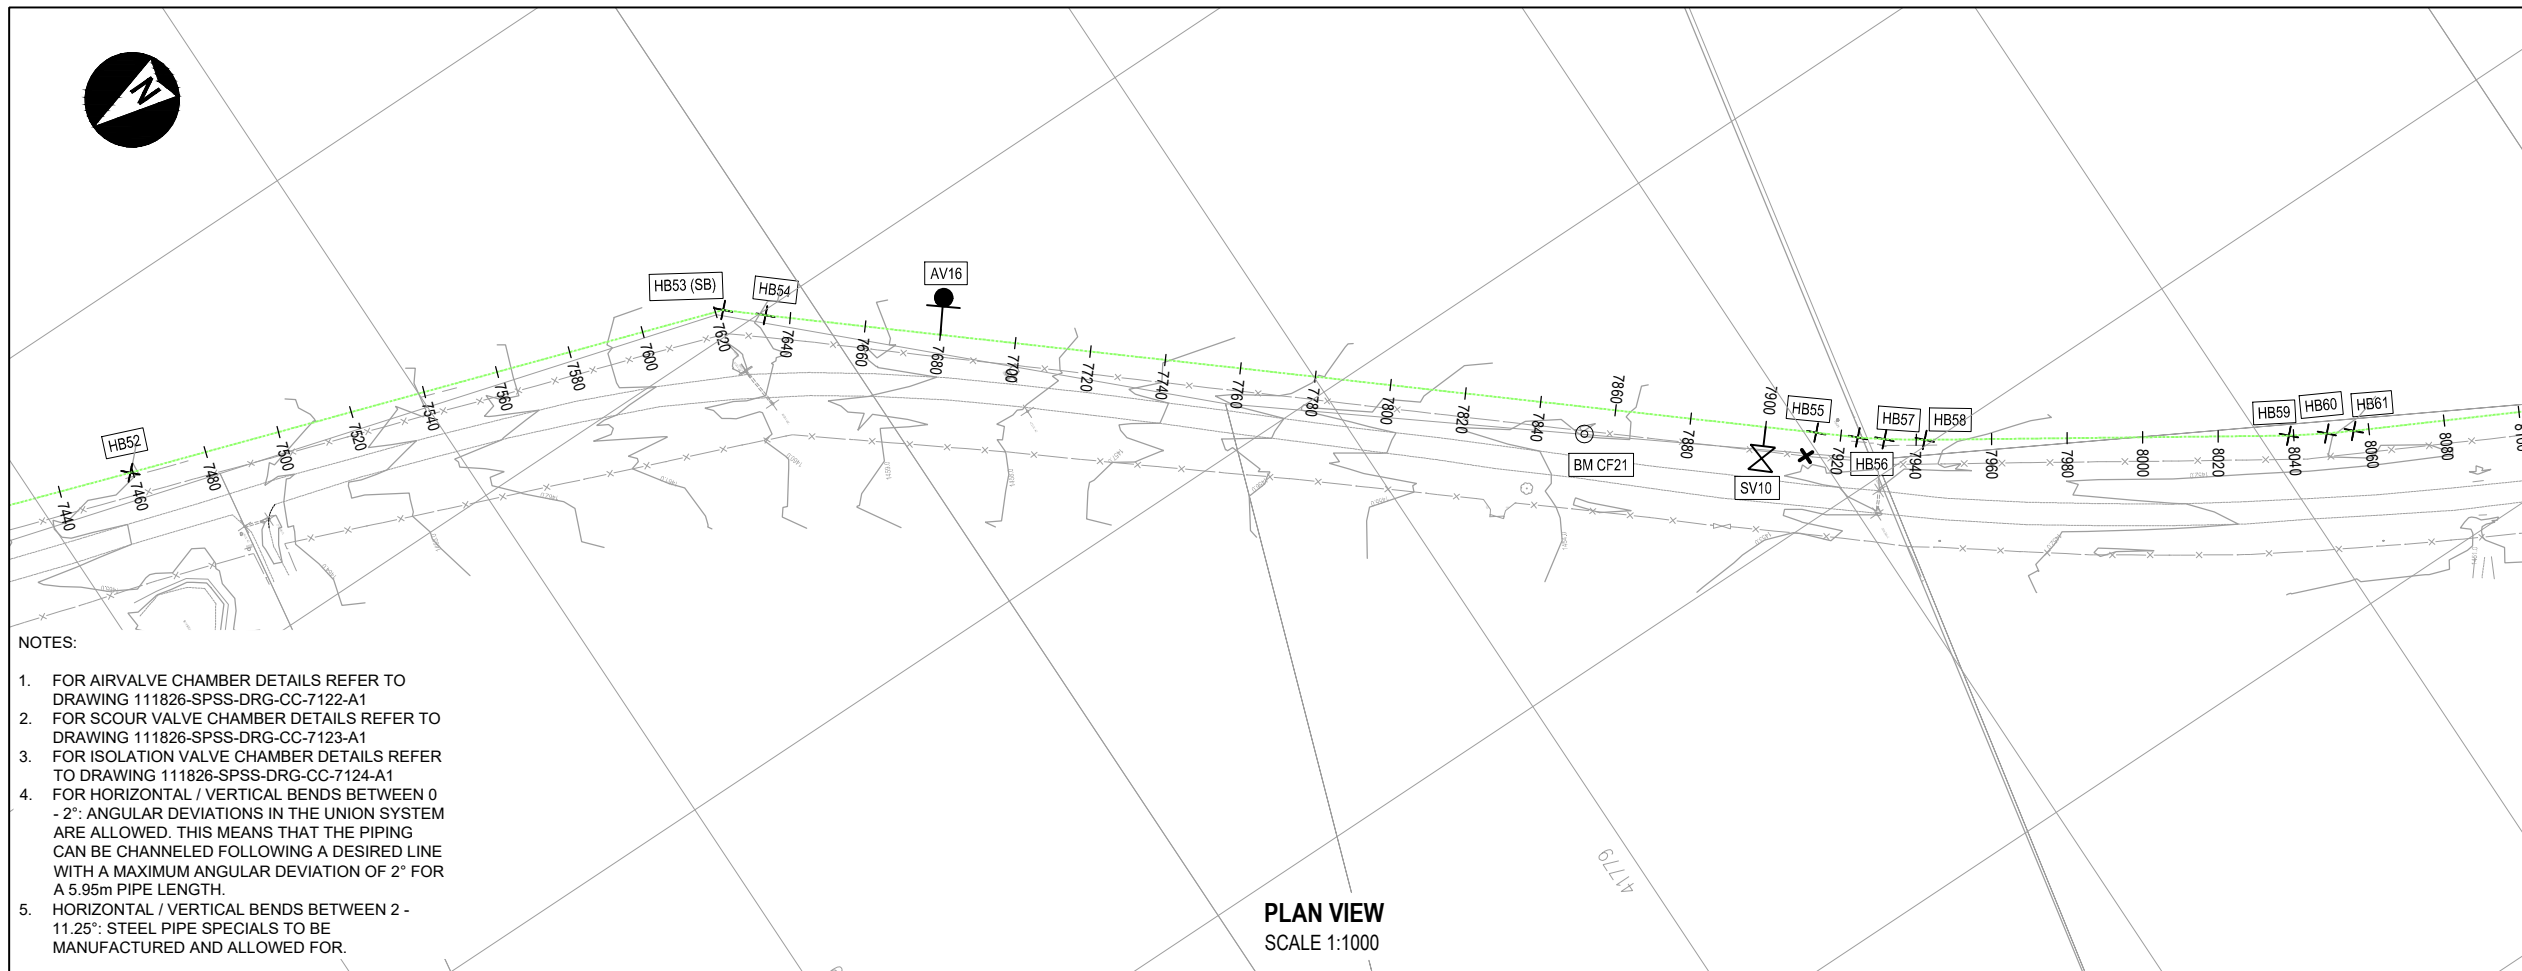 N
HB52
HB53 (SB)
HB54
AV16
BM CF21
SV10
HB55
HB56
HB57
HB58
HB59
HB60
HB61
7440
7460
7480
7500
7520
7540
7560
7580
7600
7620
7640
7660
7680
7700
7720
7740
7760
7780
7800
7820
7840
7860
7880
7900
7920
7940
7960
7980
8000
8020
8040
8060
8080
41779
NOTES:
1. FOR AIRVALVE CHAMBER DETAILS REFER TO
DRAWING 111826-SPSS-DRG-CC-7122-A1
2. FOR SCOUR VALVE CHAMBER DETAILS REFER TO
DRAWING 111826-SPSS-DRG-CC-7123-A1
3. FOR ISOLATION VALVE CHAMBER DETAILS REFER
TO DRAWING 111826-SPSS-DRG-CC-7124-A1
4. FOR HORIZONTAL / VERTICAL BENDS BETWEEN 0
- 2°: ANGULAR DEVIATIONS IN THE UNION SYSTEM
ARE ALLOWED. THIS MEANS THAT THE PIPING
CAN BE CHANNELED FOLLOWING A DESIRED LINE
WITH A MAXIMUM ANGULAR DEVIATION OF 2° FOR
A 5.95m PIPE LENGTH.
5. HORIZONTAL / VERTICAL BENDS BETWEEN 2 -
11.25°: STEEL PIPE SPECIALS TO BE
MANUFACTURED AND ALLOWED FOR.
PLAN VIEW
SCALE 1:1000